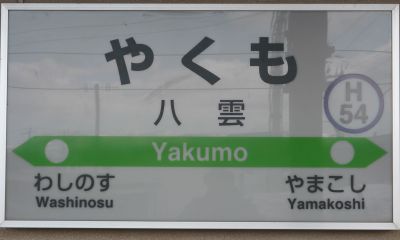 やくも
八雲
H
54
Yakumo
わしのす
Washinosu
やまこし
Yamakoshi